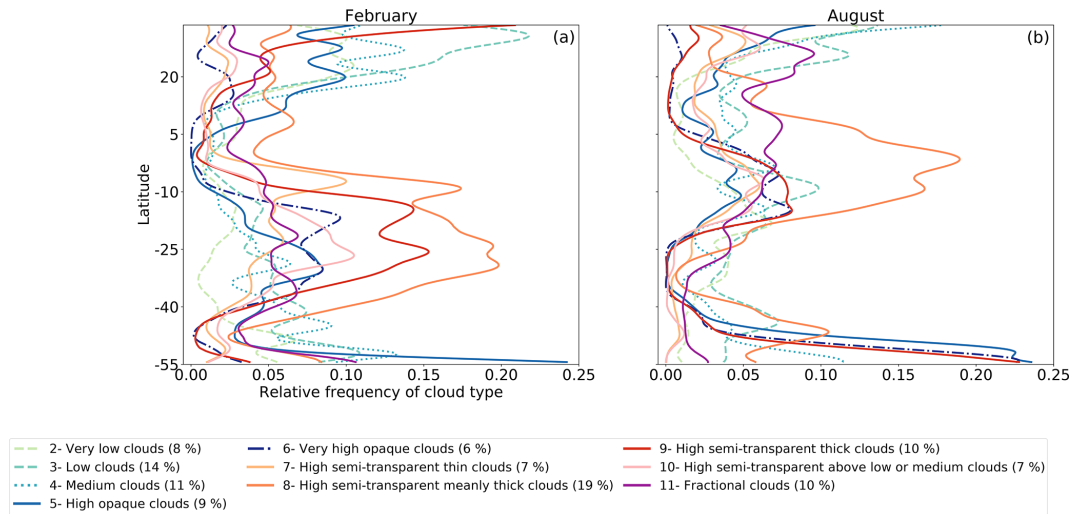 February
August
(a)
(b)
Latitude
20
5
-10
-25
-40
-55
0.00 0.05 0.10 0.15 0.20 0.25
0.00 0.05 0.10 0.15 0.20 0.25
Relative frequency of cloud type
2- Very low clouds (8 %)
3- Low clouds (14 %)
4- Medium clouds (11 %)
5- High opaque clouds (9 %)
6- Very high opaque clouds (6 %)
7- High semi-transparent thin clouds (7 %)
8- High semi-transparent meanly thick clouds (19 %)
9- High semi-transparent thick clouds (10 %)
10- High semi-transparent above low or medium clouds (7 %)
11- Fractional clouds (10 %)